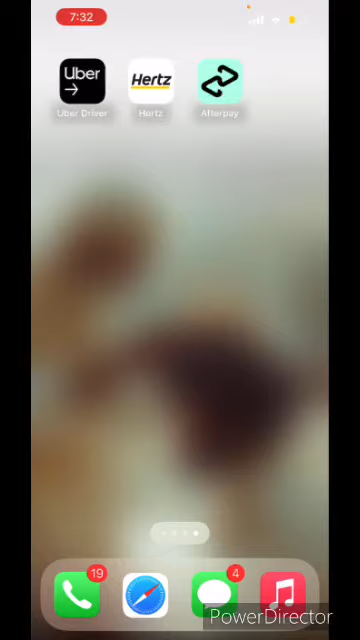 7:32
Uber
Hertz
Uber Driver
Hertz
Afterpay
19
4
PowerDirector